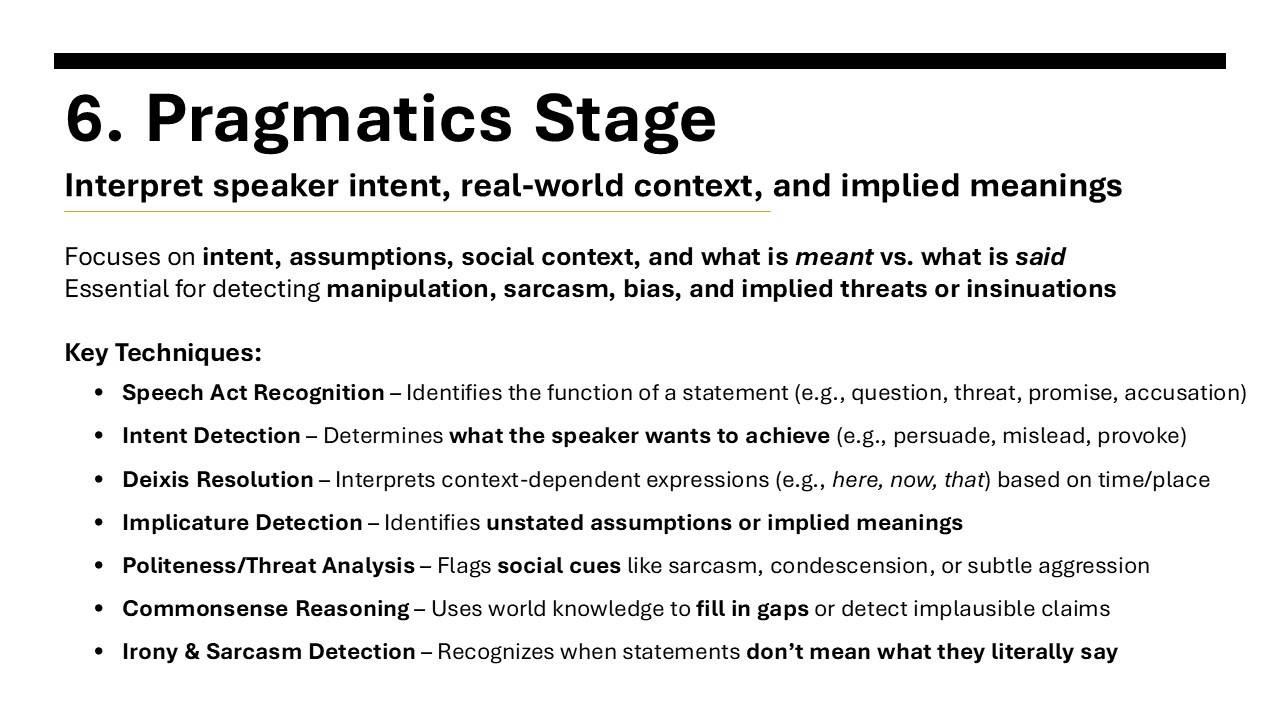 6. Pragmatics Stage
Interpret speaker intent, real-world context, and implied meanings
Focuses on intent, assumptions, social context, and what is meant vs. what is said
Essential for detecting manipulation, sarcasm, bias, and implied threats or insinuations
Key Techniques:
• Speech Act Recognition – Identifies the function of a statement (e.g., question, threat, promise, accusation)
• Intent Detection – Determines what the speaker wants to achieve (e.g., persuade, mislead, provoke)
• Deixis Resolution – Interprets context-dependent expressions (e.g., here, now, that) based on time/place
• Implicature Detection – Identifies unstated assumptions or implied meanings
• Politeness/Threat Analysis – Flags social cues like sarcasm, condescension, or subtle aggression
• Commonsense Reasoning – Uses world knowledge to fill in gaps or detect implausible claims
• Irony & Sarcasm Detection – Recognizes when statements don’t mean what they literally say